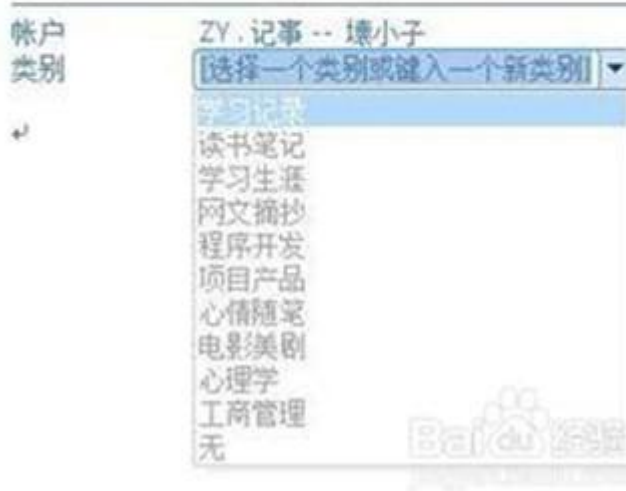 帐户 ZY . 记事 -- 壊小子
类别 [选择一个类别或键入一个新类别]
学习记录
读书笔记
学习生涯
网文摘抄
程序开发
项目产品
心情随笔
电影美剧
心理学
工商管理
无
Baidu 经验